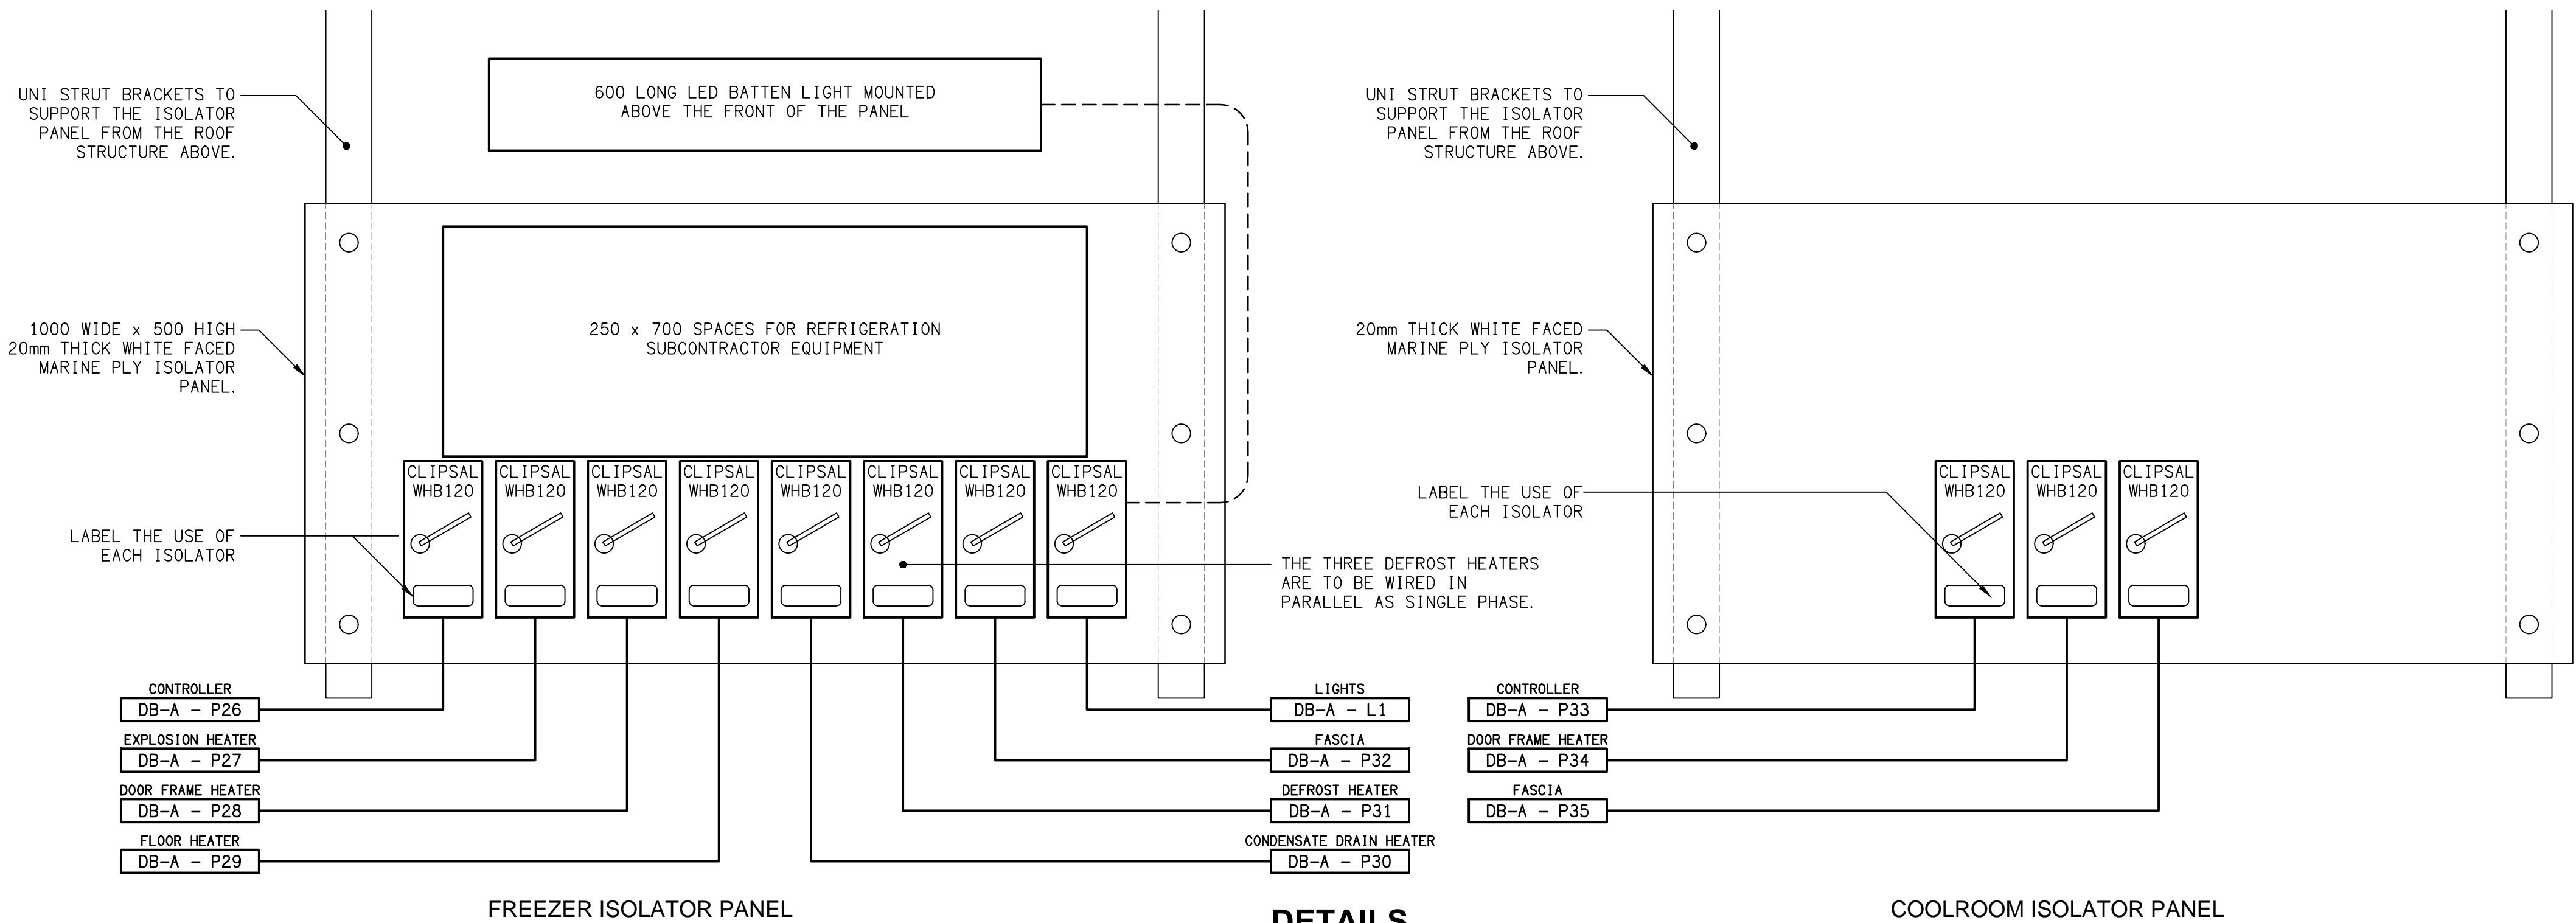 UNI STRUT BRACKETS TO
SUPPORT THE ISOLATOR
PANEL FROM THE ROOF
STRUCTURE ABOVE.
600 LONG LED BATTEN LIGHT MOUNTED
ABOVE THE FRONT OF THE PANEL
1000 WIDE x 500 HIGH
20mm THICK WHITE FACED
MARINE PLY ISOLATOR
PANEL.
250 x 700 SPACES FOR REFRIGERATION
SUBCONTRACTOR EQUIPMENT
CLIPSAL
WHB120
CLIPSAL
WHB120
CLIPSAL
WHB120
CLIPSAL
WHB120
CLIPSAL
WHB120
CLIPSAL
WHB120
CLIPSAL
WHB120
CLIPSAL
WHB120
LABEL THE USE OF
EACH ISOLATOR
THE THREE DEFROST HEATERS
ARE TO BE WIRED IN
PARALLEL AS SINGLE PHASE.
CONTROLLER
DB-A - P26
EXPLOSION HEATER
DB-A - P27
DOOR FRAME HEATER
DB-A - P28
FLOOR HEATER
DB-A - P29
LIGHTS
DB-A - L1
FASCIA
DB-A - P32
DEFROST HEATER
DB-A - P31
CONDENSATE DRAIN HEATER
DB-A - P30
FREEZER ISOLATOR PANEL
DETAILS
UNI STRUT BRACKETS TO
SUPPORT THE ISOLATOR
PANEL FROM THE ROOF
STRUCTURE ABOVE.
20mm THICK WHITE FACED
MARINE PLY ISOLATOR
PANEL.
LABEL THE USE OF
EACH ISOLATOR
CLIPSAL
WHB120
CLIPSAL
WHB120
CLIPSAL
WHB120
CONTROLLER
DB-A - P33
DOOR FRAME HEATER
DB-A - P34
FASCIA
DB-A - P35
COOLROOM ISOLATOR PANEL